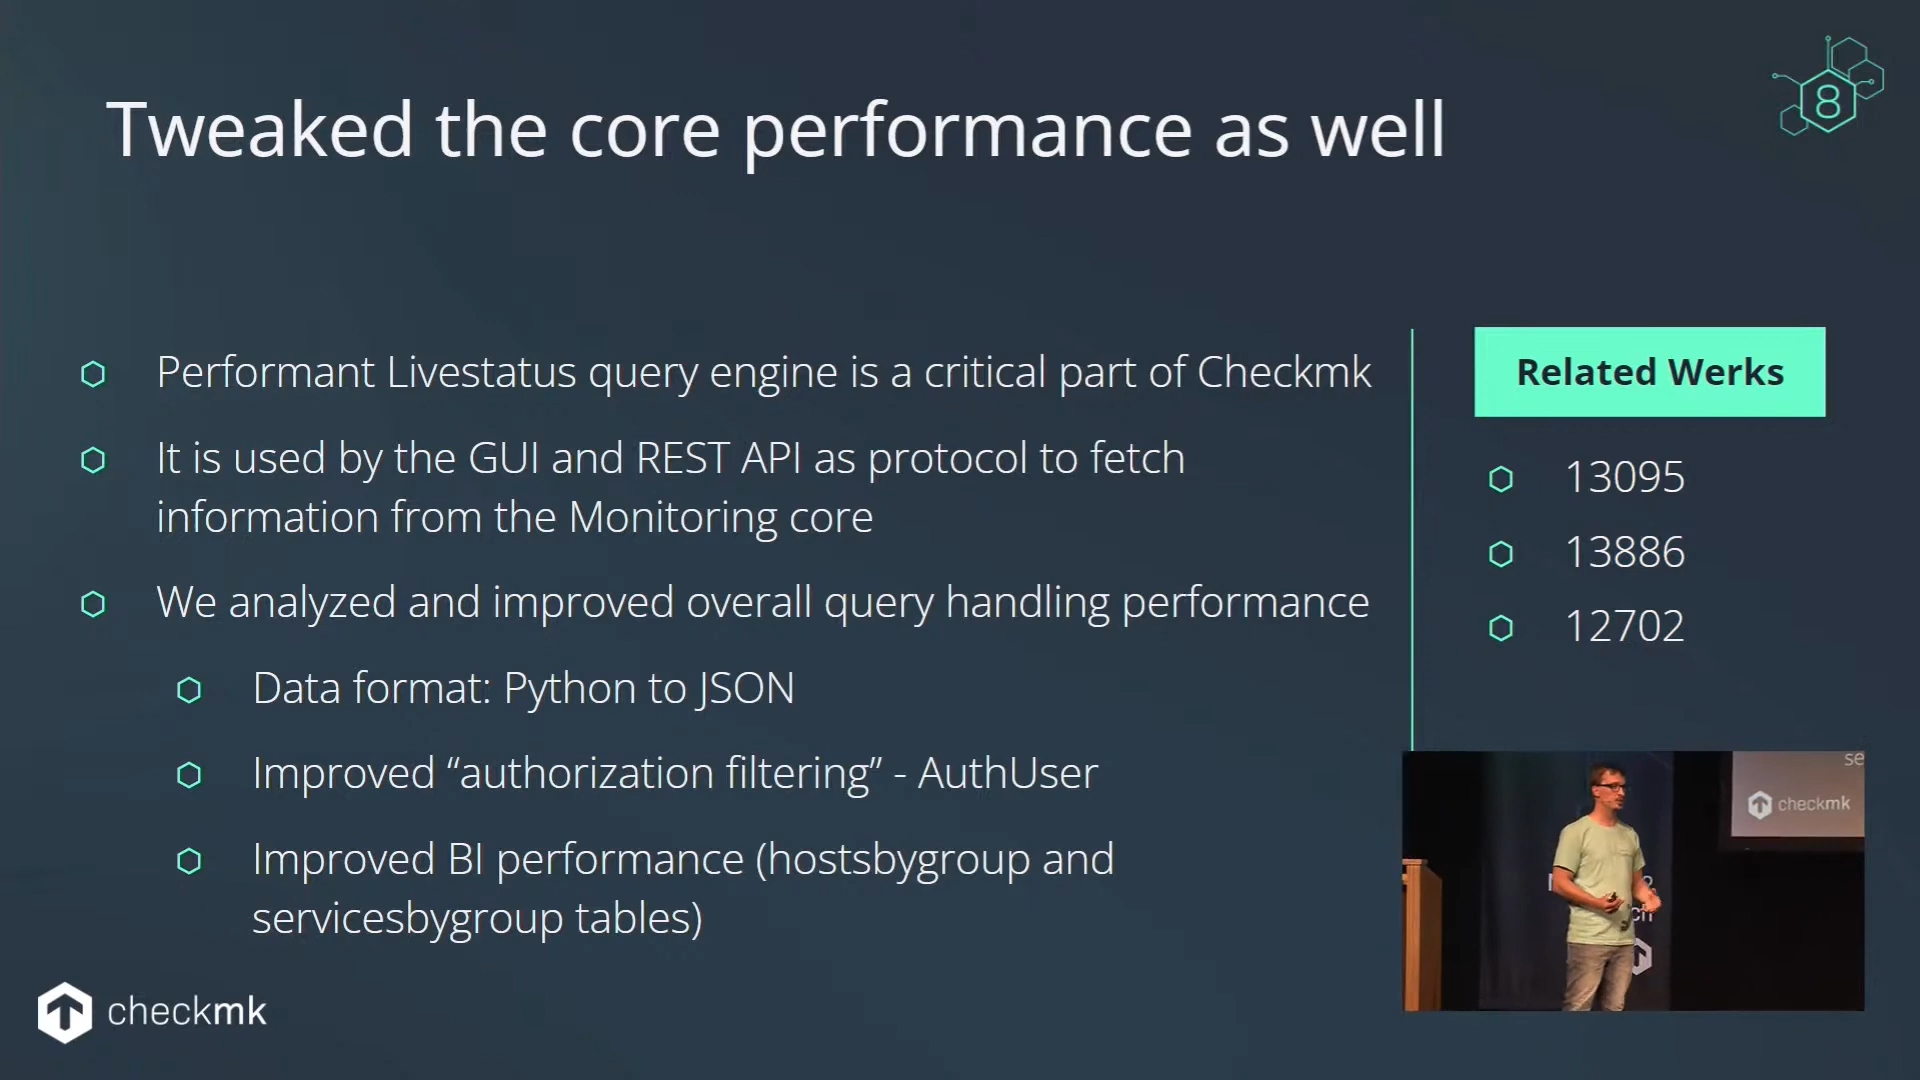 8
Tweaked the core performance as well
Performant Livestatus query engine is a critical part of Checkmk
It is used by the GUI and REST API as protocol to fetch
information from the Monitoring core
We analyzed and improved overall query handling performance
Data format: Python to JSON
Improved “authorization filtering” - AuthUser
Improved BI performance (hostsbygroup and
servicesbygroup tables)
Related Werks
13095
13886
12702
se
checkmk
checkmk